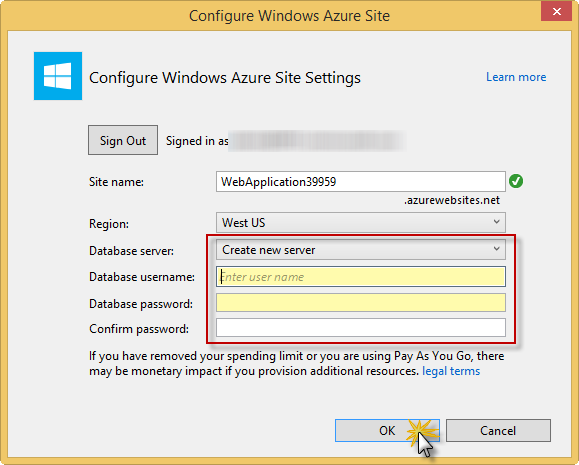 Configure Windows Azure Site
Configure Windows Azure Site Settings
Learn more
Sign Out
Signed in as
Site name:
WebApplication39959
.azurewebsites.net
Region:
West US
Database server:
Create new server
Database username:
Enter user name
Database password:
Confirm password:
If you have removed your spending limit or you are using Pay As You Go, there
may be monetary impact if you provision additional resources. legal terms
OK
Cancel